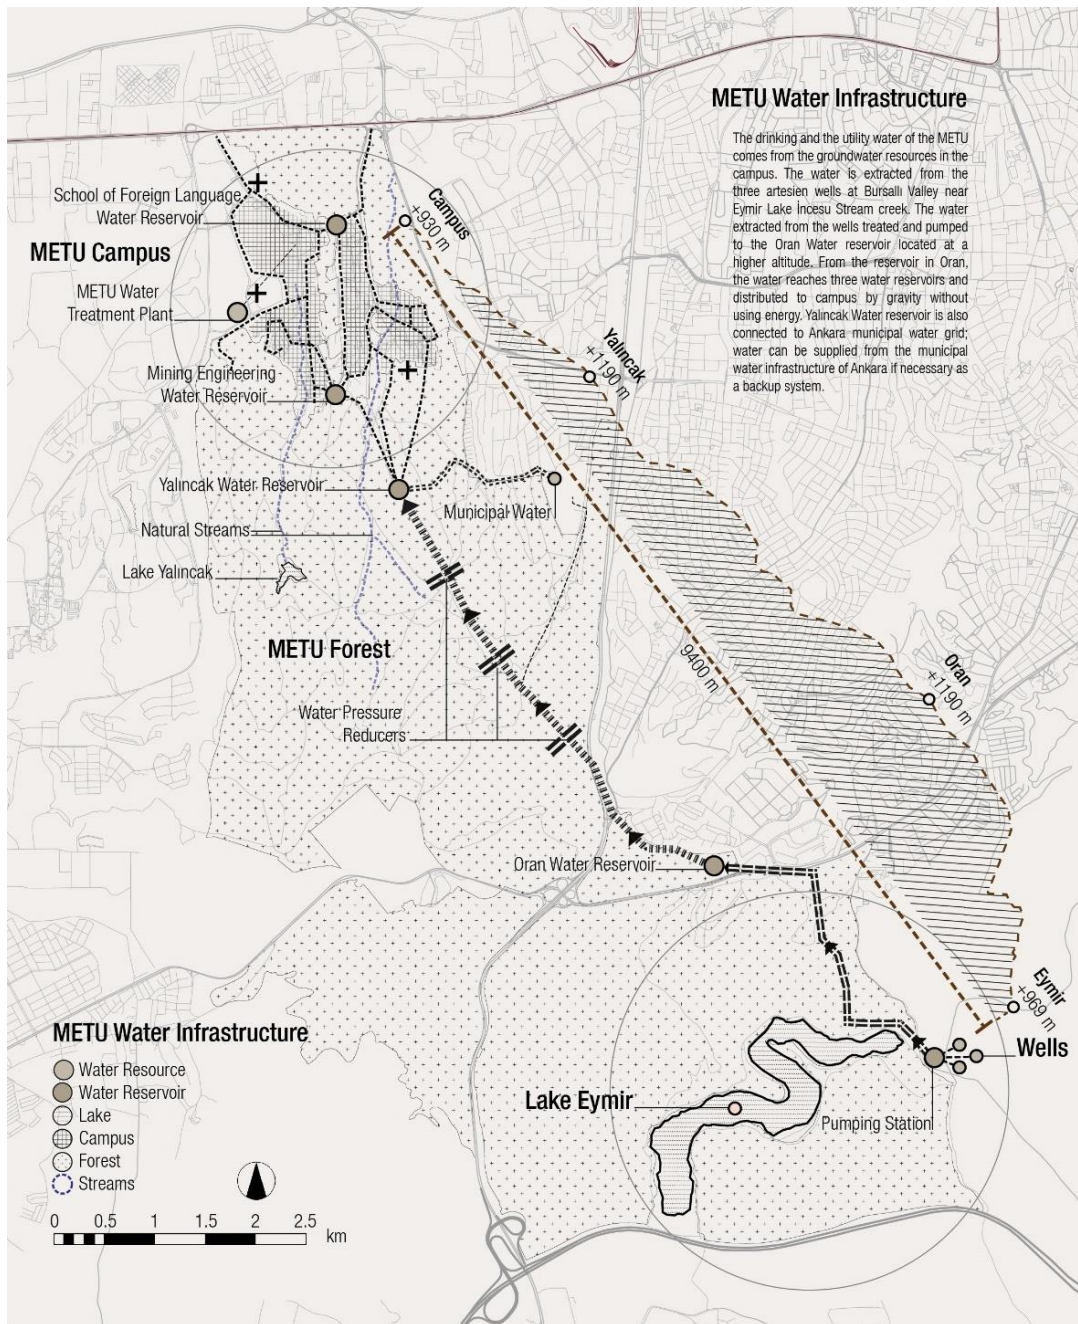 METU Water Infrastructure
The drinking and the utility water of the METU
comes from the groundwater resources in the
campus. The water is extracted from the
three artesien wells at Bursallı Valley near
Eymir Lake İncesu Stream creek. The water
extracted from the wells treated and pumped
to the Oran Water reservoir located at a
higher altitude. From the reservoir in Oran,
the water reaches three water reservoirs and
distributed to campus by gravity without
using energy. Yalıncak Water reservoir is also
connected to Ankara municipal water grid;
water can be supplied from the municipal
water infrastructure of Ankara if necessary as
a backup system.
School of Foreign Language
Water Reservoir
METU Campus
METU Water
Treatment Plant
Mining Engineering
Water Reservoir
Campus
+930 m
Yalıncak
+1190 m
Yalıncak Water Reservoir
Municipal Water
Natural Streams
Lake Yalıncak
METU Forest
9400 m
Oran
+1190 m
Water Pressure
Reducers
Oran Water Reservoir
Eymir
+969 m
Wells
Lake Eymir
Pumping Station
METU Water Infrastructure
Water Resource
Water Reservoir
Lake
Campus
Forest
Streams
0 0.5 1 1.5 2 2.5
km